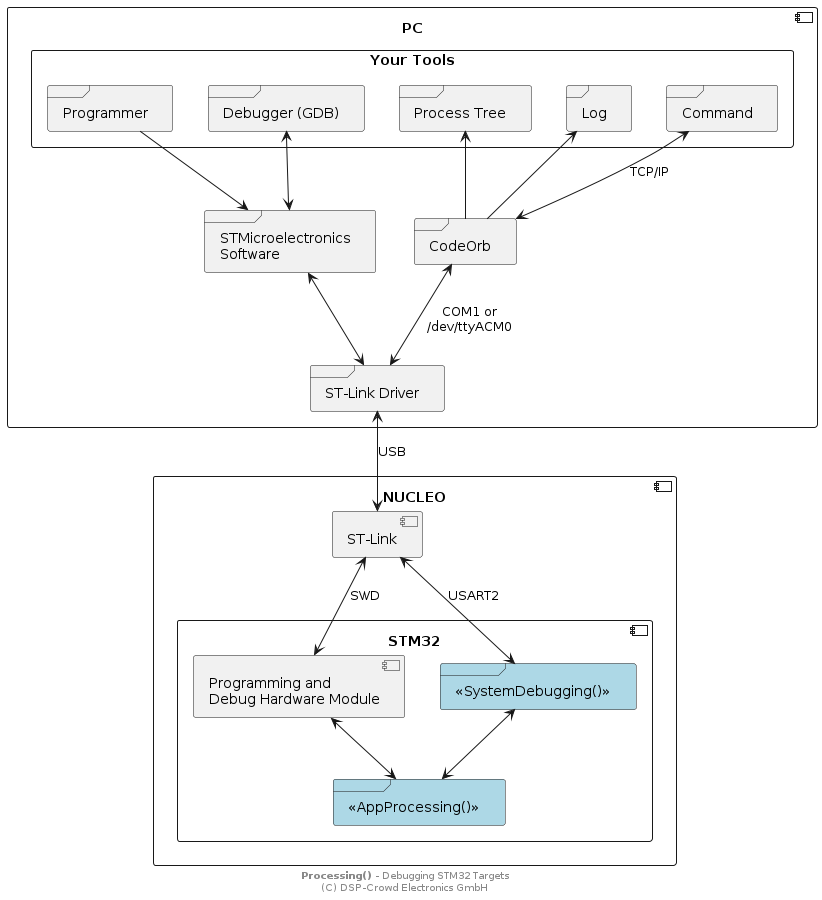 PC
Your Tools
Programmer
Debugger (GDB)
Process Tree
Log
Command
TCP/IP
STMicroelectronics
Software
CodeOrb
COM1 or
/dev/ttyACM0
ST-Link Driver
USB
NUCLEO
ST-Link
SWD
USART2
STM32
Programming and
Debug Hardware Module
«SystemDebugging()»
«AppProcessing()»
Processing() - Debugging STM32 Targets
(C) DSP-Crowd Electronics GmbH